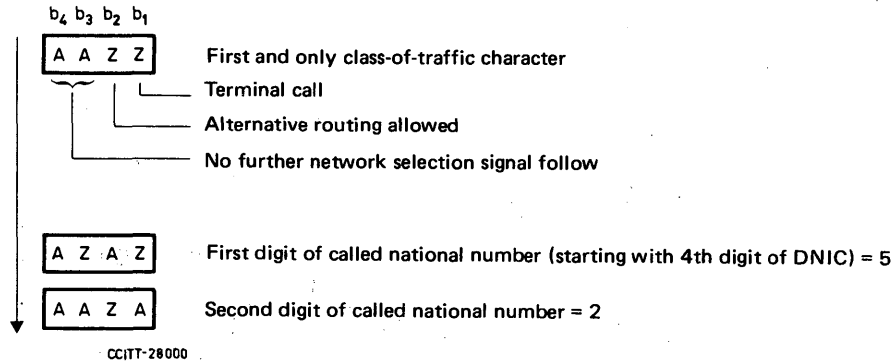 b4 b3 b2 b1
A A Z Z First and only class-of-traffic character
Terminal call
Alternative routing allowed
No further network selection signal follow
A Z A Z First digit of called national number (starting with 4th digit of DNIC) = 5
A A Z A Second digit of called national number = 2
CCITT-28000